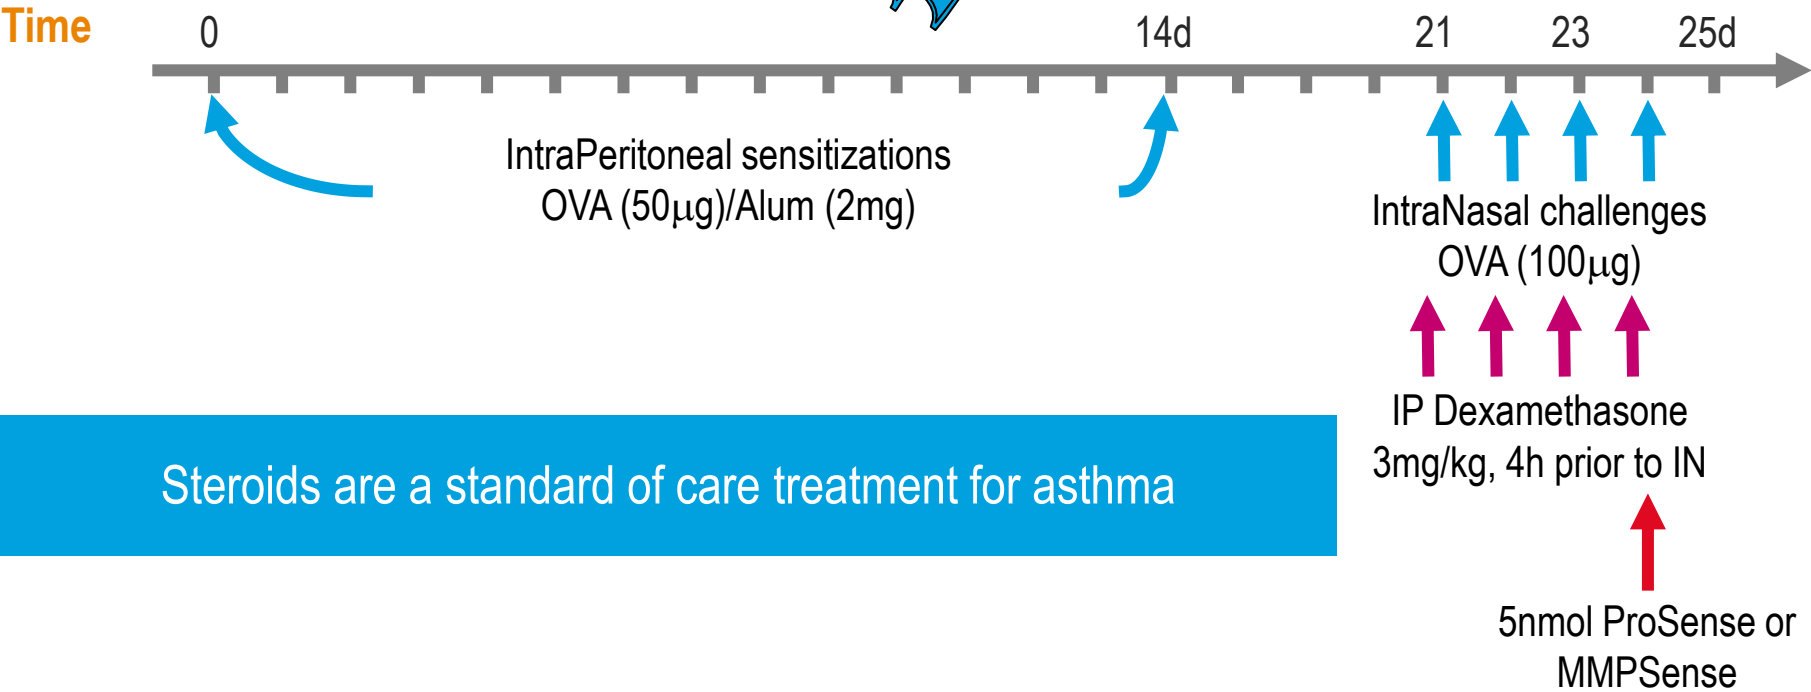 Time 0 14d 21 23 25d
IntraPeritoneal sensitizations
OVA (50μg)/Alum (2mg)
IntraNasal challenges
OVA (100μg)
IP Dexamethasone
3mg/kg, 4h prior to IN
Steroids are a standard of care treatment for asthma
5nmol ProSense or
MMPSense